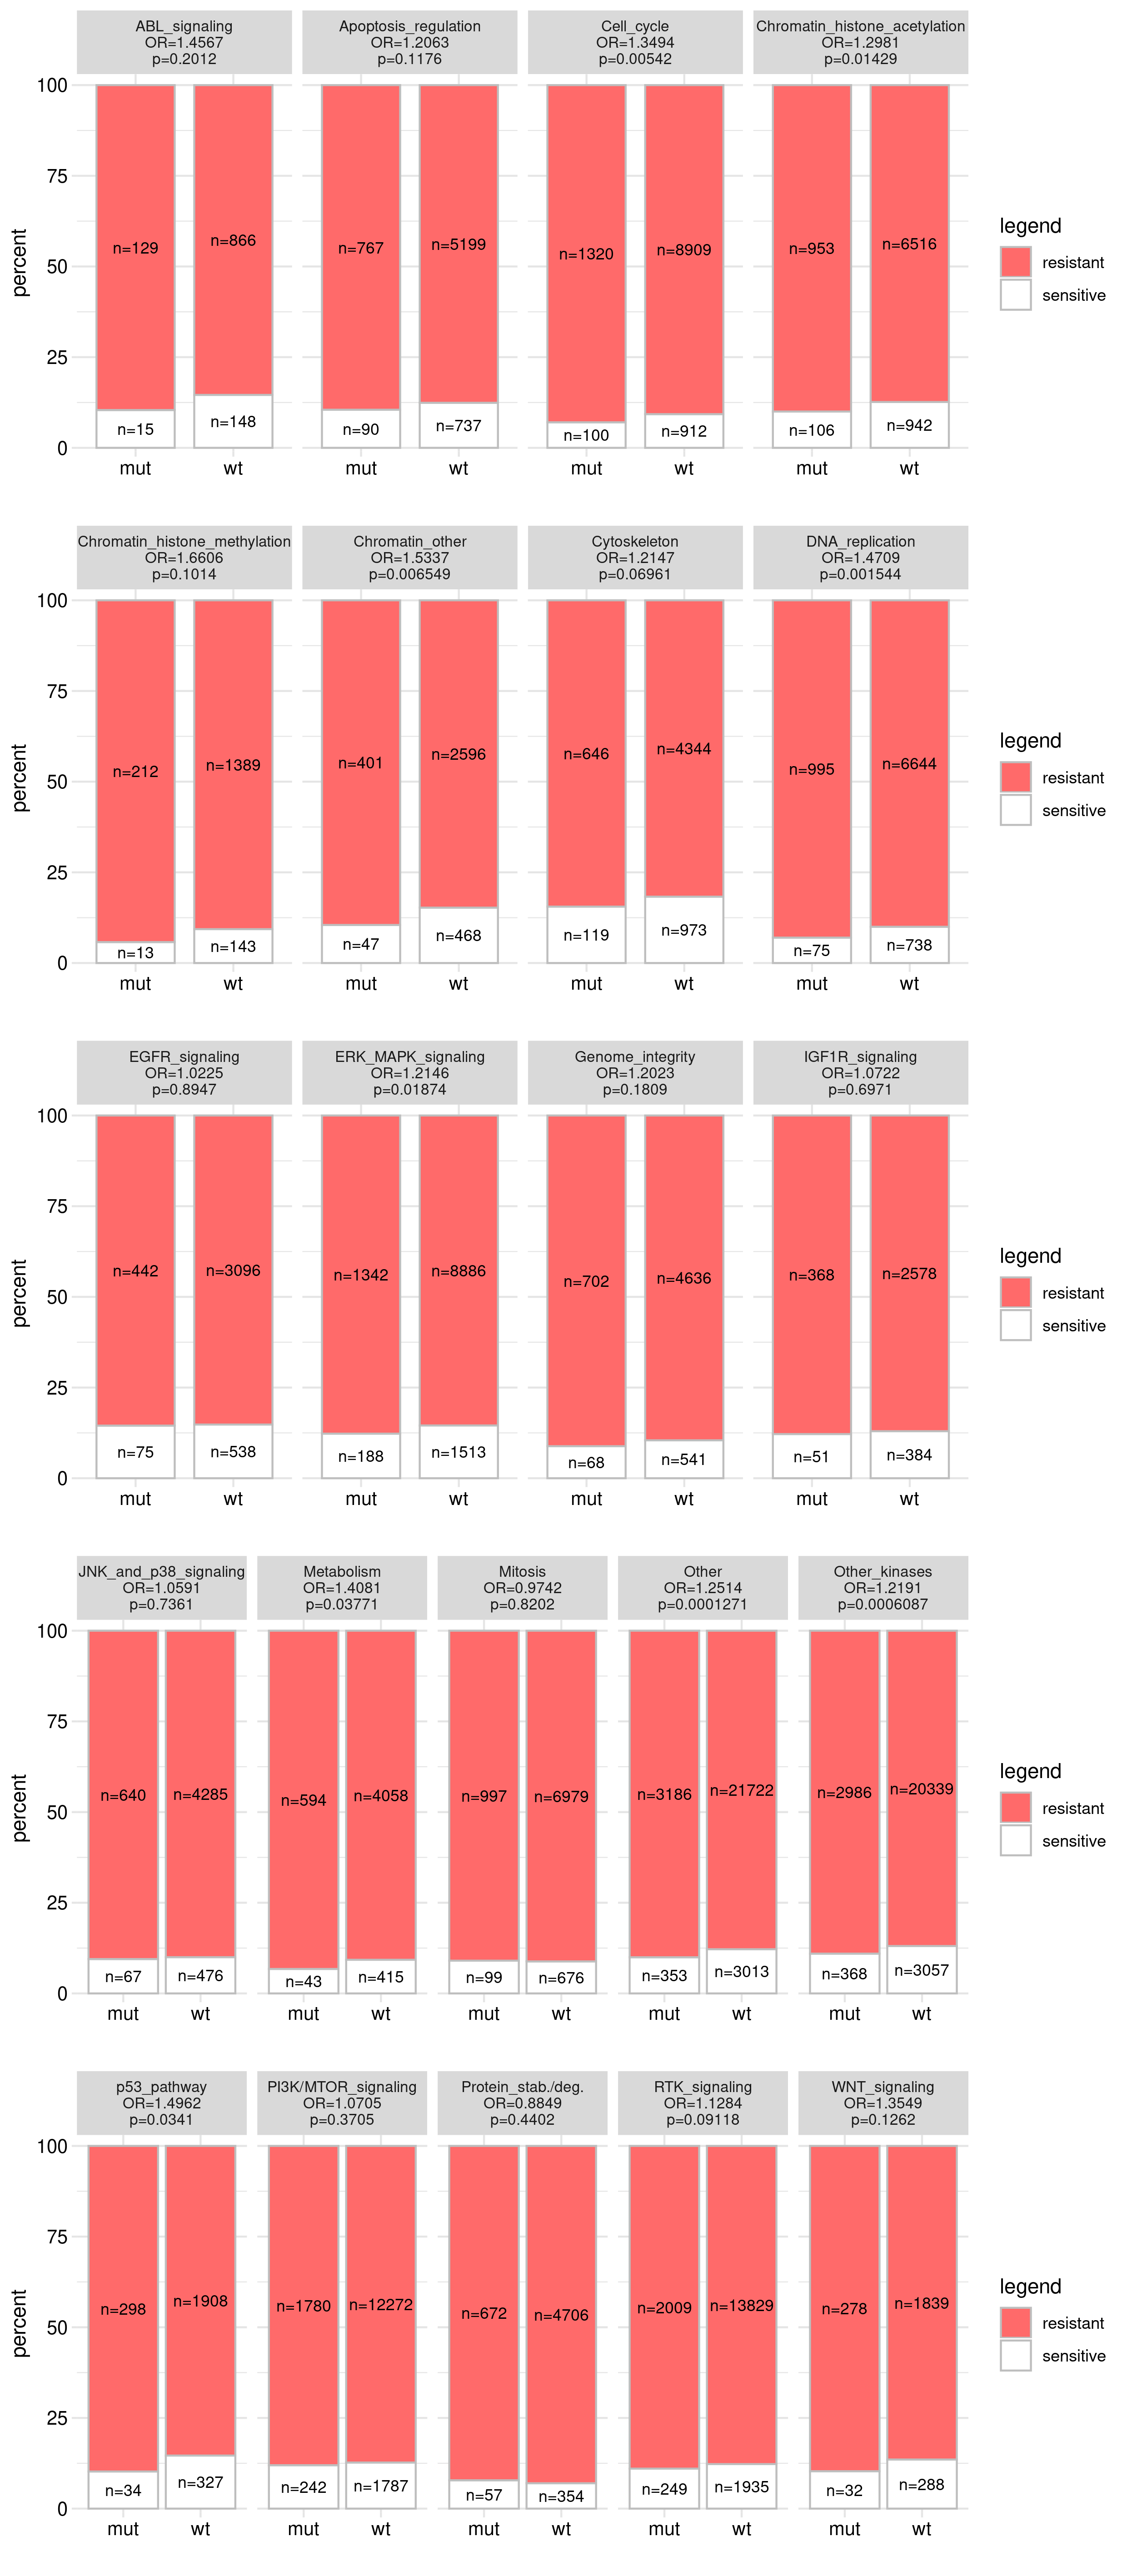 ABL_signaling
OR=1.4567
p=0.2012
Apoptosis_regulation
OR=1.2063
p=0.1176
Cell_cycle
OR=1.3494
p=0.00542
Chromatin_histone_acetylation
OR=1.2981
p=0.01429
percent
100
75
50
25
0
n=129
n=866
n=767
n=5199
n=1320
n=8909
n=953
n=6516
n=15
n=148
n=90
n=737
n=100
n=912
n=106
n=942
mut
wt
mut
wt
mut
wt
mut
wt
legend
resistant
sensitive
Chromatin_histone_methylation
OR=1.6606
p=0.1014
Chromatin_other
OR=1.5337
p=0.006549
Cytoskeleton
OR=1.2147
p=0.06961
DNA_replication
OR=1.4709
p=0.001544
percent
100
75
50
25
0
n=212
n=1389
n=401
n=2596
n=646
n=4344
n=995
n=6644
n=13
n=143
n=47
n=468
n=119
n=973
n=75
n=738
mut
wt
mut
wt
mut
wt
mut
wt
legend
resistant
sensitive
EGFR_signaling
OR=1.0225
p=0.8947
ERK_MAPK_signaling
OR=1.2146
p=0.01874
Genome_integrity
OR=1.2023
p=0.1809
IGF1R_signaling
OR=1.0722
p=0.6971
percent
100
75
50
25
0
n=442
n=3096
n=1342
n=8886
n=702
n=4636
n=368
n=2578
n=75
n=538
n=188
n=1513
n=68
n=541
n=51
n=384
mut
wt
mut
wt
mut
wt
mut
wt
legend
resistant
sensitive
JNK_and_p38_signaling
OR=1.0591
p=0.7361
Metabolism
OR=1.4081
p=0.03771
Mitosis
OR=0.9742
p=0.8202
Other
OR=1.2514
p=0.0001271
Other_kinases
OR=1.2191
p=0.0006087
percent
100
75
50
25
0
n=640
n=4285
n=594
n=4058
n=997
n=6979
n=3186
n=21722
n=2986
n=20339
n=67
n=476
n=43
n=415
n=99
n=676
n=353
n=3013
n=368
n=3057
mut
wt
mut
wt
mut
wt
mut
wt
mut
wt
legend
resistant
sensitive
p53_pathway
OR=1.4962
p=0.0341
PI3K/MTOR_signaling
OR=1.0705
p=0.3705
Protein_stab./deg.
OR=0.8849
p=0.4402
RTK_signaling
OR=1.1284
p=0.09118
WNT_signaling
OR=1.3549
p=0.1262
percent
100
75
50
25
0
n=298
n=1908
n=1780
n=12272
n=672
n=4706
n=2009
n=13829
n=278
n=1839
n=34
n=327
n=242
n=1787
n=57
n=354
n=249
n=1935
n=32
n=288
mut
wt
mut
wt
mut
wt
mut
wt
mut
wt
legend
resistant
sensitive